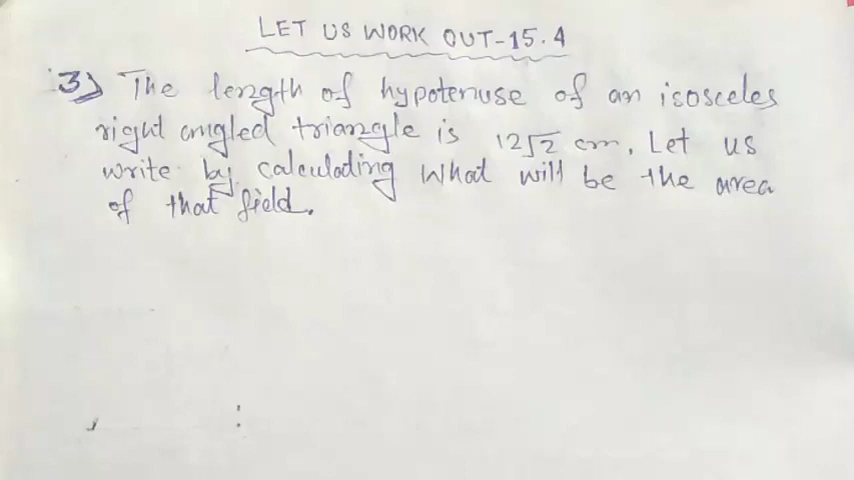 LET US WORK OUT-15.4
3) The length of hypotenuse of an isosceles
right angled triangle is 12√2 cm. Let us
write by calculating what will be the area
of that field.